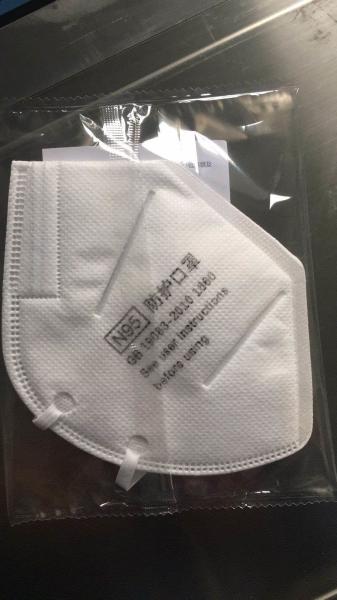 N95 防护口罩
GB 19083-2010 1860
See user instructions
before using